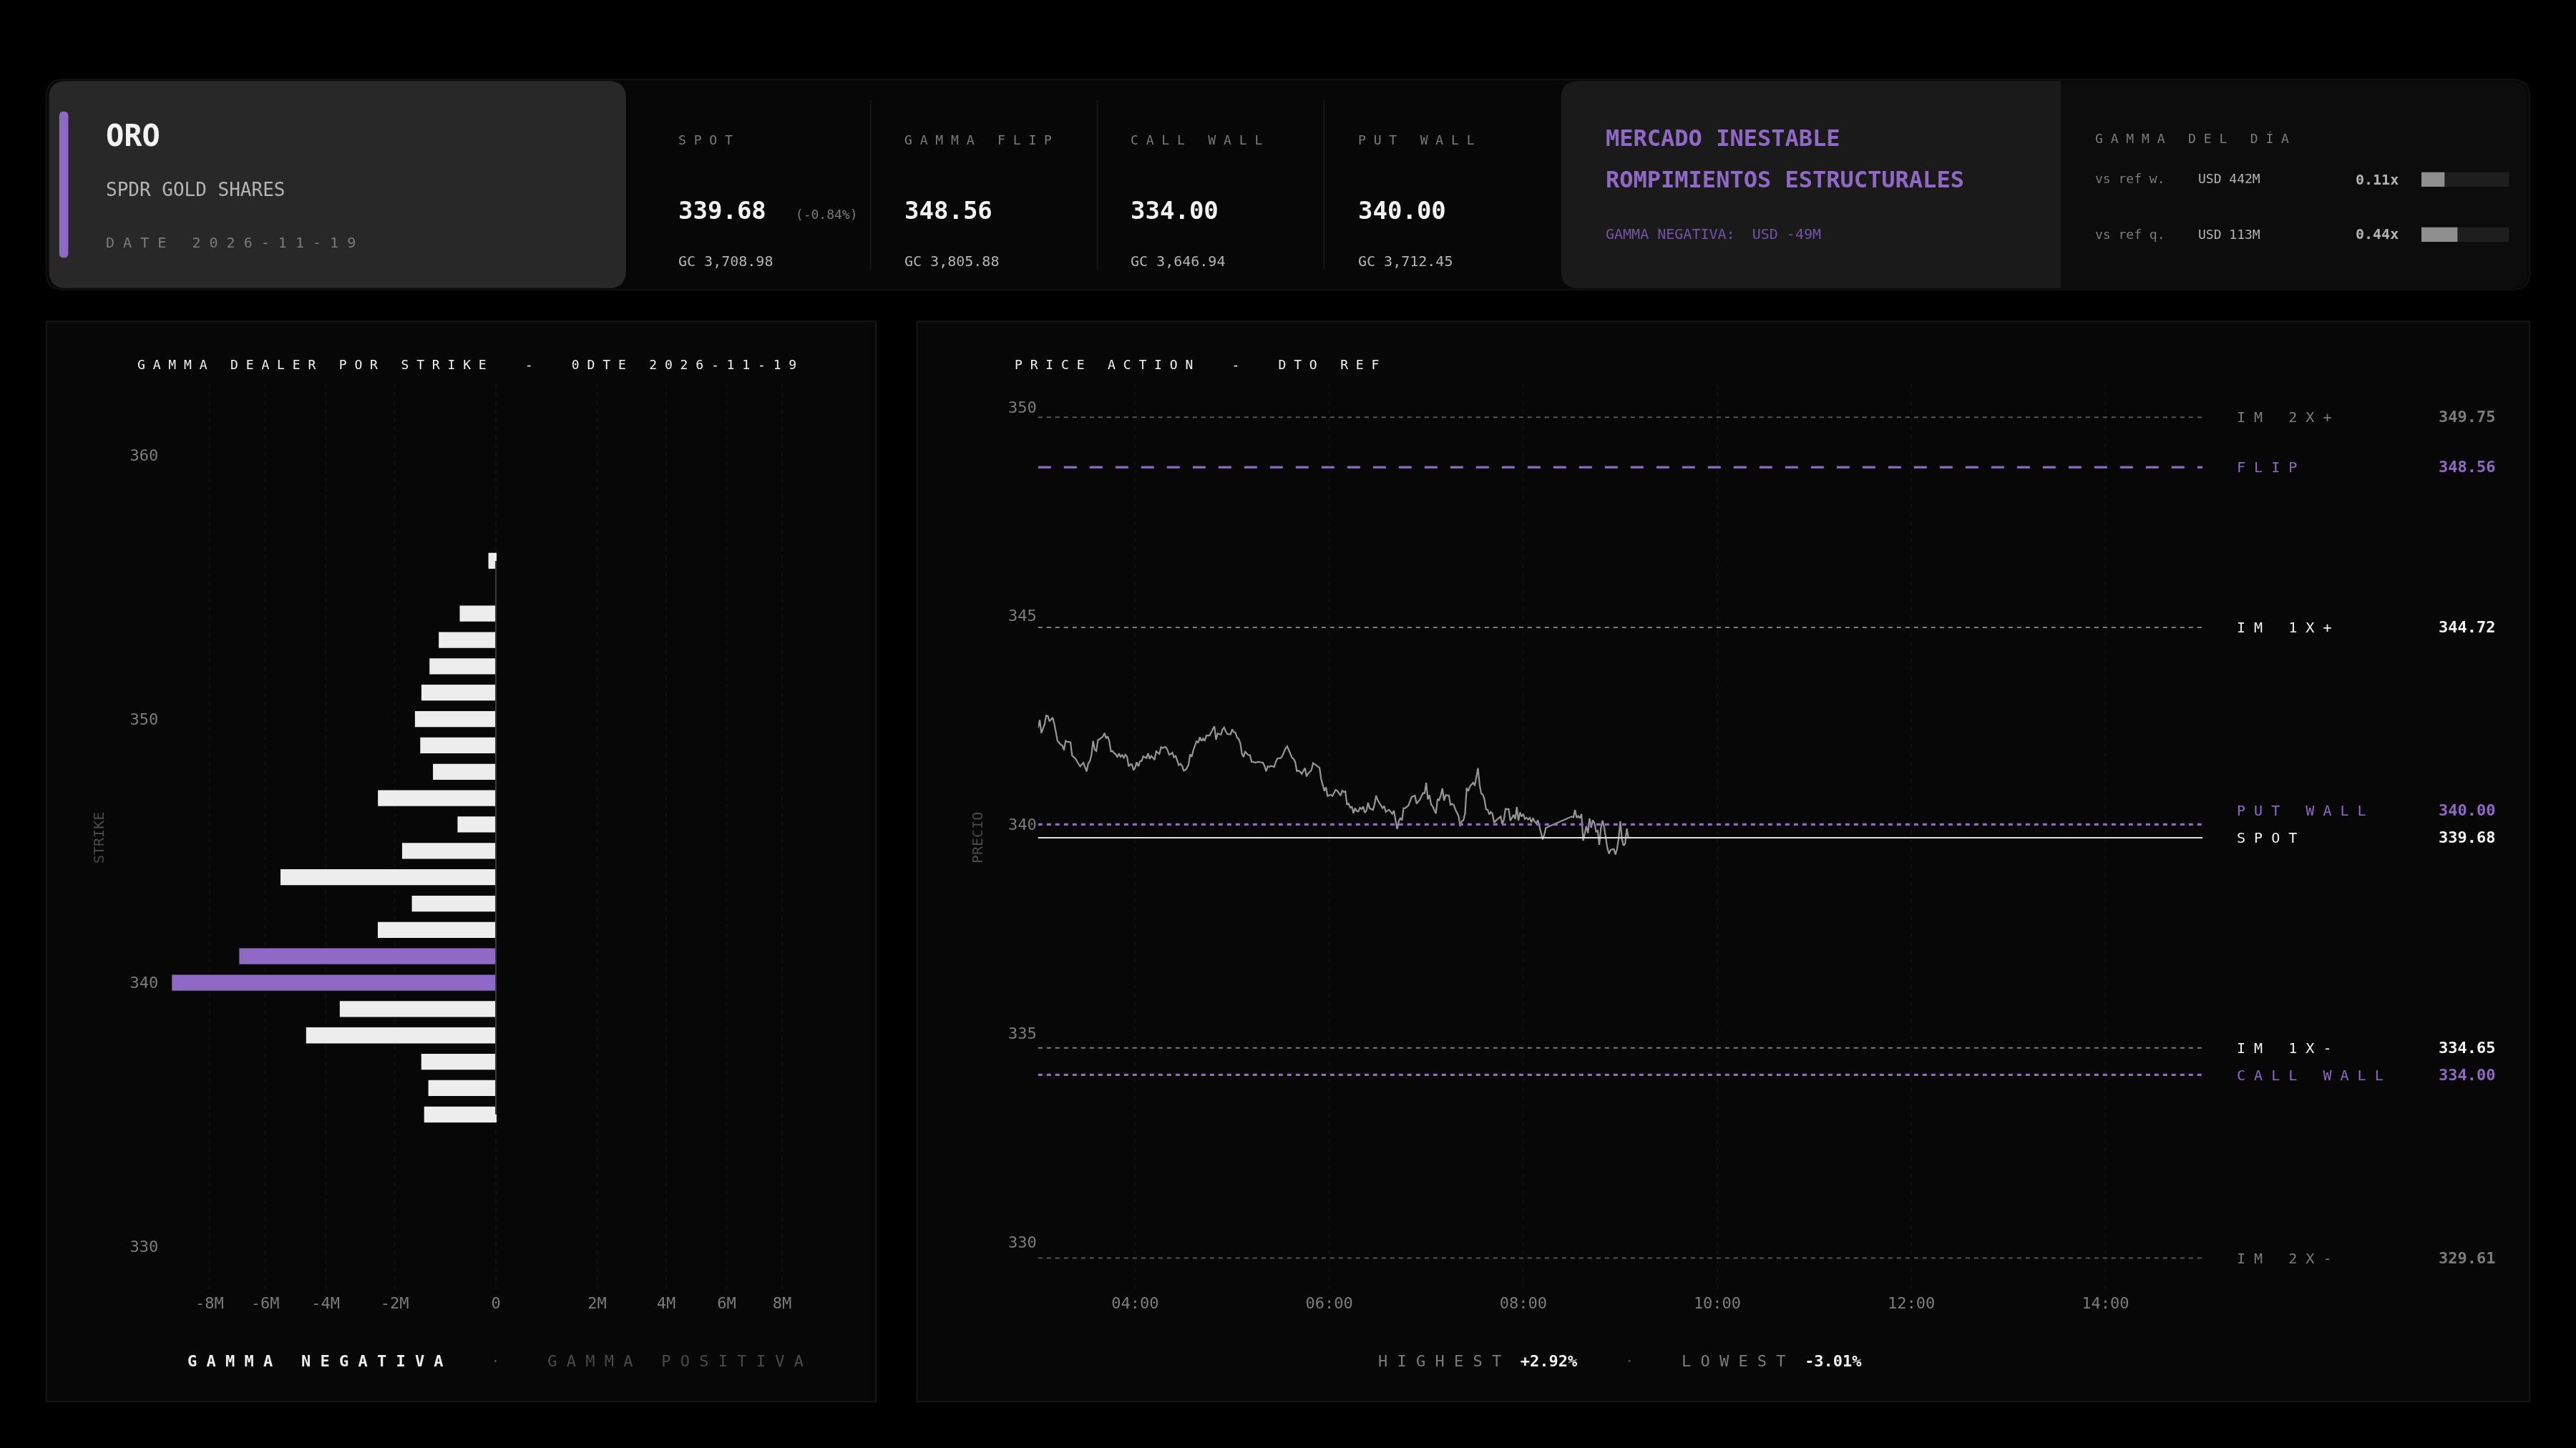 ORO
SPDR GOLD SHARES
DATE 2026-11-19
SPOT
339.68 (-0.84%)
GC 3,708.98
GAMMA FLIP
348.56
GC 3,805.88
CALL WALL
334.00
GC 3,646.94
PUT WALL
340.00
GC 3,712.45
MERCADO INESTABLE
ROMPIMIENTOS ESTRUCTURALES
GAMMA NEGATIVA: USD -49M
GAMMA DEL DÍA
vs ref w. USD 442M 0.11x
vs ref q. USD 113M 0.44x
GAMMA DEALER POR STRIKE - 0DTE 2026-11-19
STRIKE
360
350
340
330
-8M -6M -4M -2M 0 2M 4M 6M 8M
GAMMA NEGATIVA · GAMMA POSITIVA
PRICE ACTION - DTO REF
PRECIO
350
345
340
335
330
IM 2X+ 349.75
FLIP 348.56
IM 1X+ 344.72
PUT WALL 340.00
SPOT 339.68
IM 1X- 334.65
CALL WALL 334.00
IM 2X- 329.61
04:00 06:00 08:00 10:00 12:00 14:00
HIGHEST +2.92% · LOWEST -3.01%